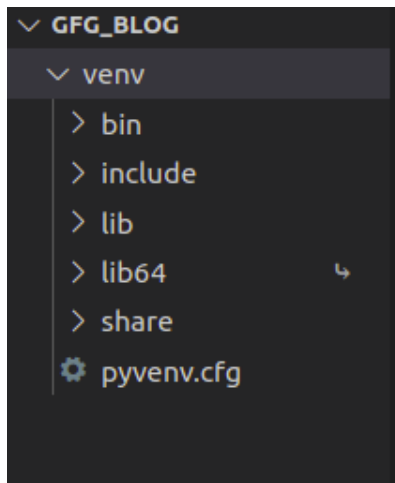 GFG_BLOG
venv
bin
include
lib
lib64
share
pyvenv.cfg